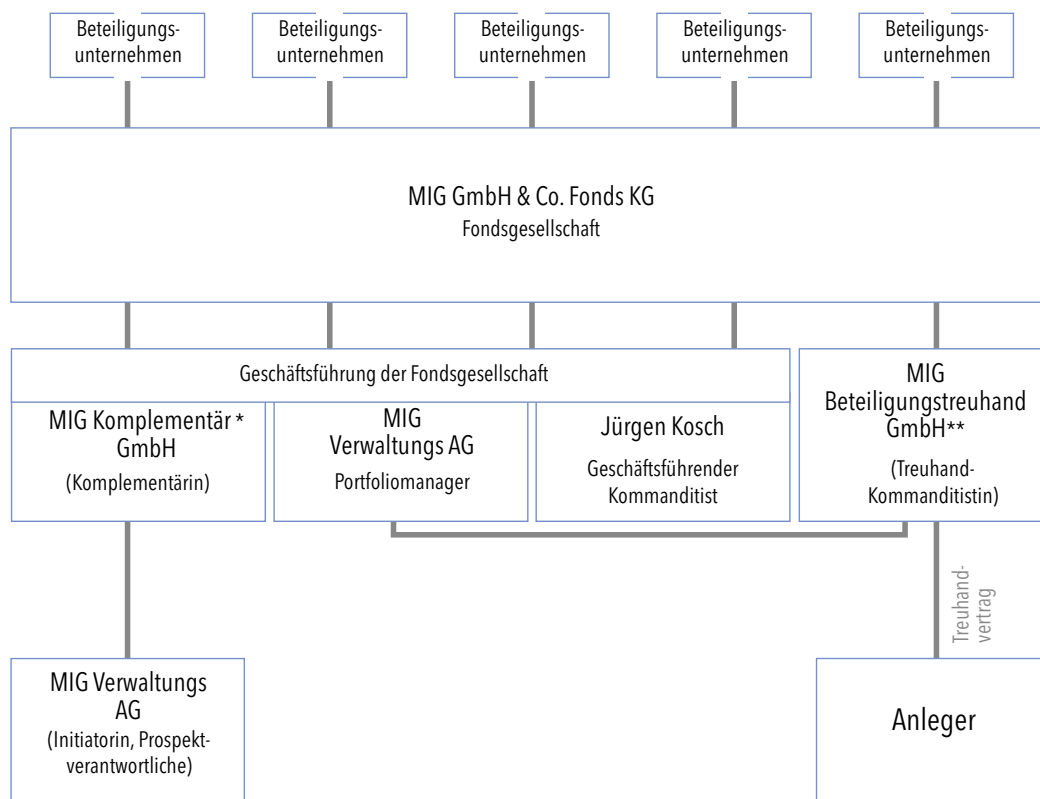 Beteiligungs-
unternehmen
Beteiligungs-
unternehmen
Beteiligungs-
unternehmen
Beteiligungs-
unternehmen
Beteiligungs-
unternehmen
MIG GmbH & Co. Fonds KG
Fondsgesellschaft
Geschäftsführung der Fondsgesellschaft
MIG Komplementär *
GmbH
(Komplementärin)
MIG
Verwaltungs AG
Portfoliomanager
Jürgen Kosch
Geschäftsführender
Kommanditist
MIG
Beteiligungstreuhand
GmbH**
(Treuhand-
Kommanditistin)
Treuhand-
vertrag
MIG Verwaltungs
AG
(Initiatorin, Prospekt-
verantwortliche)
Anleger